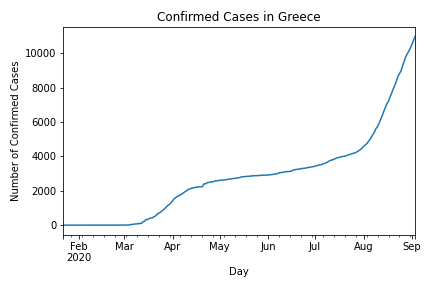 Confirmed Cases in Greece
Number of Confirmed Cases
10000
8000
6000
4000
2000
0
Feb Mar Apr May Jun Jul Aug Sep
2020
Day